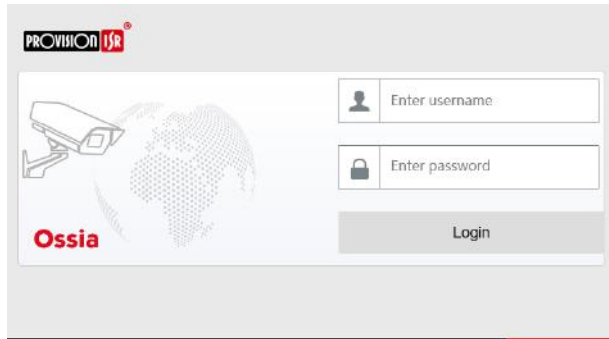 PROVISION ISR®
Enter username
Enter password
Ossia
Login